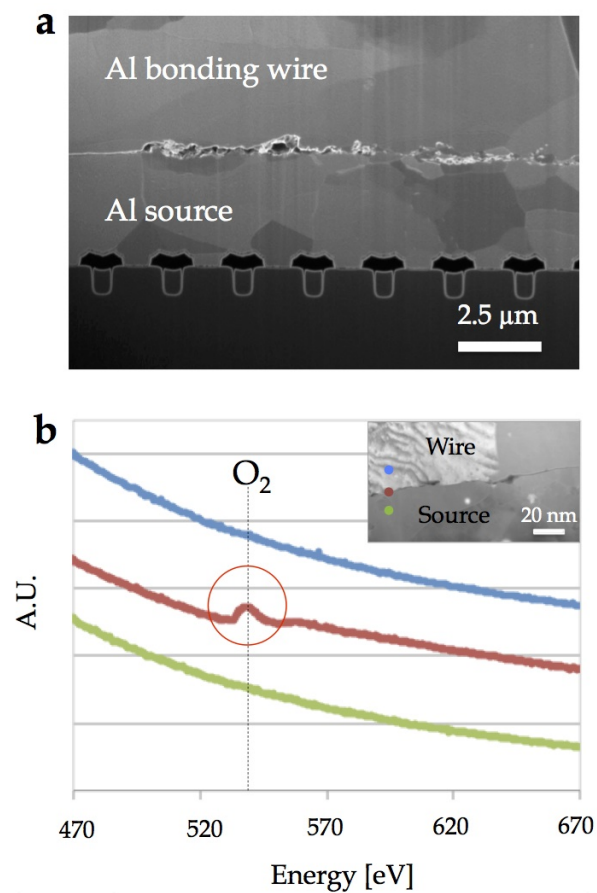 a
Al bonding wire
Al source
2.5 µm
b
O₂
Wire
Source
20 nm
A.U.
470 520 570 620 670
Energy [eV]